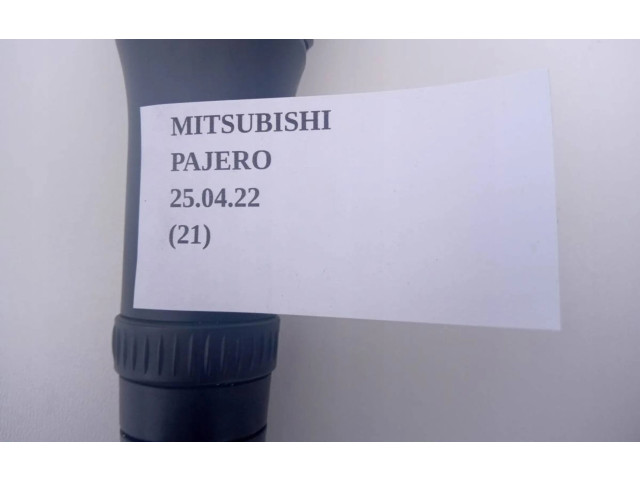 MITSUBISHI
PAJERO
25.04.22
(21)